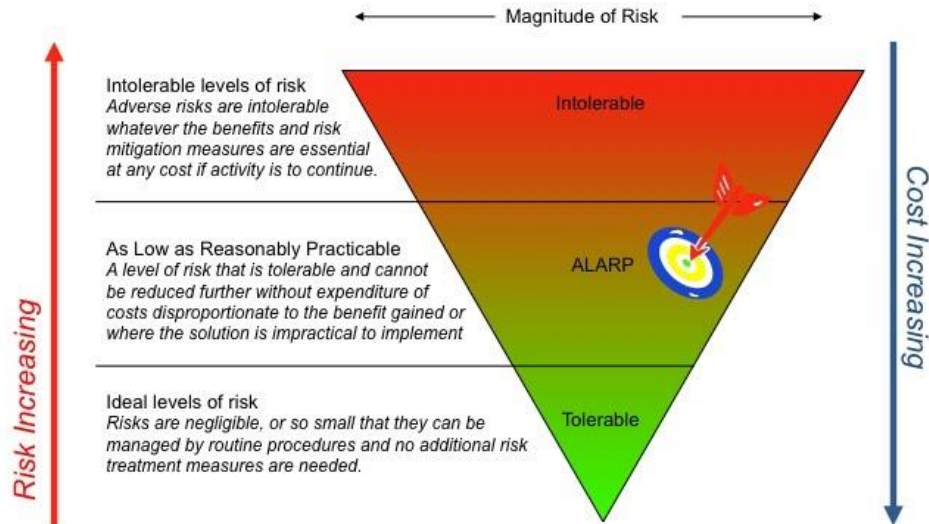 Magnitude of Risk
Intolerable levels of risk
Adverse risks are intolerable
whatever the benefits and risk
mitigation measures are essential
at any cost if activity is to continue.
Intolerable
As Low as Reasonably Practicable
A level of risk that is tolerable and cannot
be reduced further without expenditure of
costs disproportionate to the benefit gained or
where the solution is impractical to implement
ALARP
Ideal levels of risk
Risks are negligible, or so small that they can be
managed by routine procedures and no additional risk
treatment measures are needed.
Tolerable
Risk Increasing
Cost Increasing